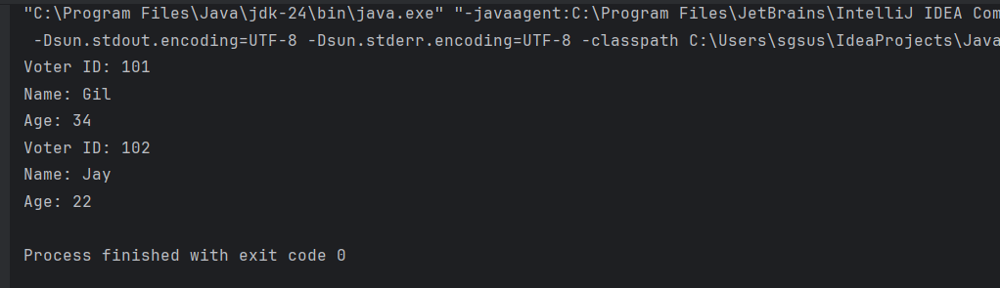 "C:\Program Files\Java\jdk-24\bin\java.exe" "-javaagent:C:\Program Files\JetBrains\IntelliJ IDEA Com
-Dsun.stdout.encoding=UTF-8 -Dsun.stderr.encoding=UTF-8 -classpath C:\Users\sgsus\IdeaProjects\Java
Voter ID: 101
Name: Gil
Age: 34
Voter ID: 102
Name: Jay
Age: 22
Process finished with exit code 0